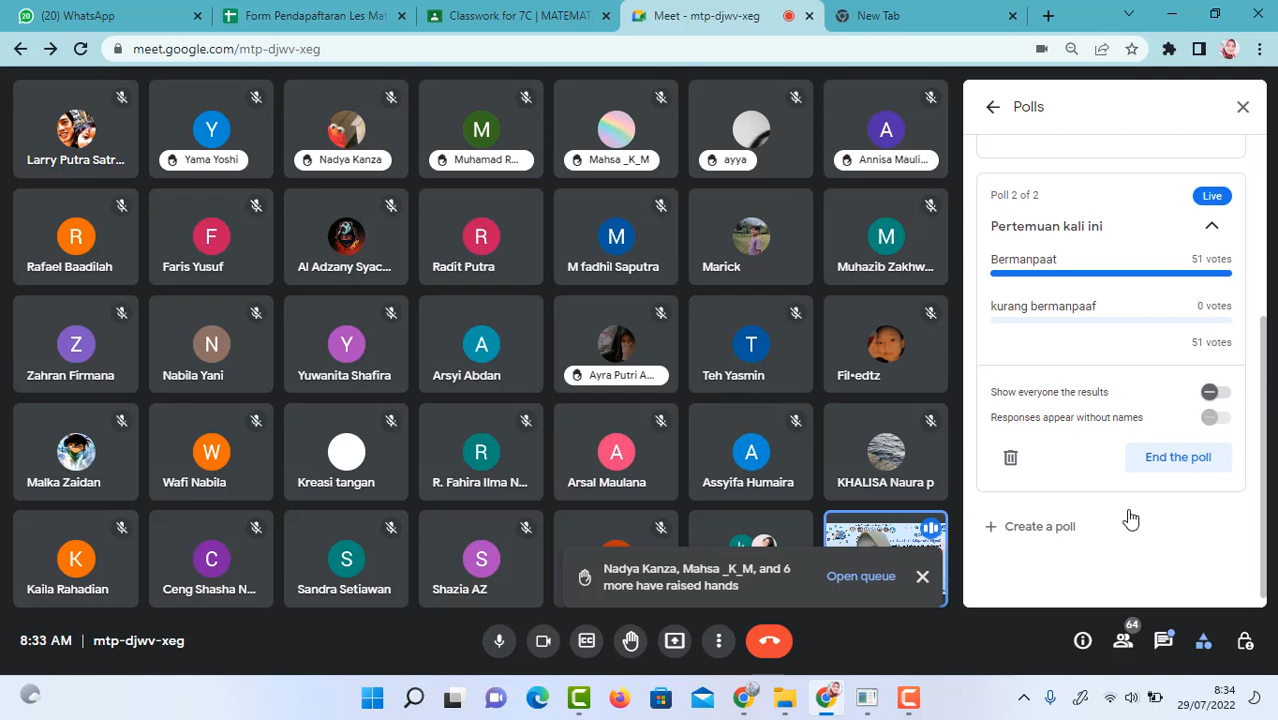 (20) WhatsApp
Form Pendapaftaran Les Mat
Classwork for 7C | MATEMAT
Meet - mtp-djwv-xeg
New Tab
meet.google.com/mtp-djwv-xeg
Larry Putra Satr...
Y
Yama Yoshi
Nadya Kanza
M
Muhamad R...
Mahsa _K_M
ayya
A
Annisa Mauli...
R
Rafael Baadilah
F
Faris Yusuf
Al Adzany Syac...
R
Radit Putra
M
M fadhil Saputra
Marick
M
Muhazib Zakhw...
Z
Zahran Firmana
N
Nabila Yani
Y
Yuwanita Shafira
A
Arsyi Abdan
Ayra Putri A...
T
Teh Yasmin
Fil•edtz
Malka Zaidan
W
Wafi Nabila
Kreasi tangan
R
R. Fahira Ilma N...
A
Arsal Maulana
A
Assyifa Humaira
KHALISA Naura p
K
Kaila Rahadian
C
Ceng Shasha N...
S
Sandra Setiawan
S
Shazia AZ
k
Nadya Kanza, Mahsa _K_M, and 6
more have raised hands
Open queue
Polls
Poll 2 of 2
Live
Pertemuan kali ini
Bermanpaat
51 votes
kurang bermanpaaf
0 votes
51 votes
Show everyone the results
Responses appear without names
End the poll
Create a poll
8:33 AM
mtp-djwv-xeg
CC
64
8:34
29/07/2022